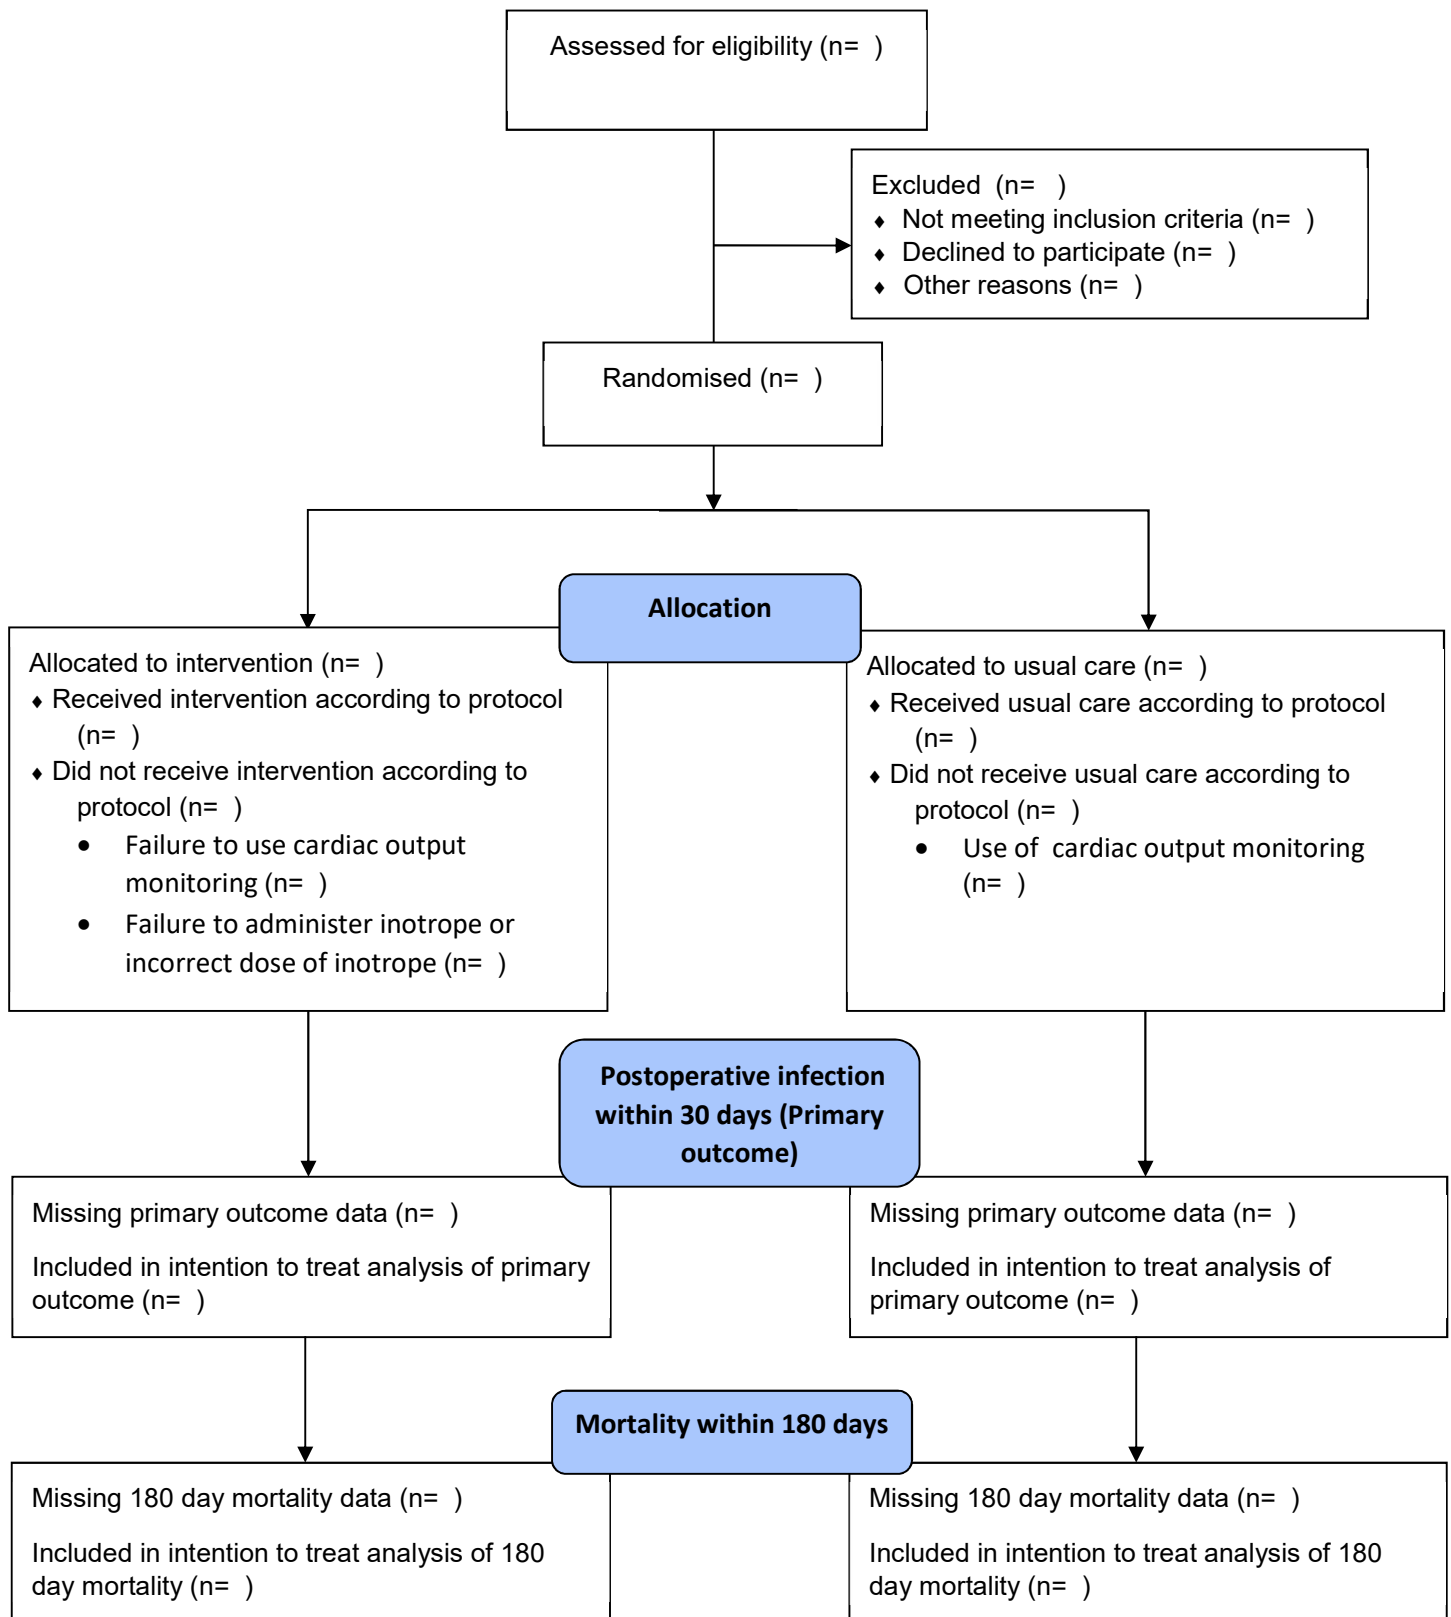 Assessed for eligibility (n=  )
Excluded  (n=   )
♦ Not meeting inclusion criteria (n=  )
♦ Declined to participate (n=  )
♦ Other reasons (n=  )
Randomised (n=  )
Allocation
Allocated to intervention (n=  )
♦ Received intervention according to protocol
(n=  )
♦ Did not receive intervention according to
protocol (n=  )
• Failure to use cardiac output
monitoring (n=  )
• Failure to administer inotrope or
incorrect dose of inotrope (n=  )
Allocated to usual care (n=  )
♦ Received usual care according to protocol
(n=  )
♦ Did not receive usual care according to
protocol (n=  )
• Use of  cardiac output monitoring
(n=  )
Postoperative infection
within 30 days (Primary
outcome)
Missing primary outcome data (n=  )
Included in intention to treat analysis of primary
outcome (n=  )
Missing primary outcome data (n=  )
Included in intention to treat analysis of
primary outcome (n=  )
Mortality within 180 days
Missing 180 day mortality data (n=  )
Included in intention to treat analysis of 180
day mortality (n=  )
Missing 180 day mortality data (n=  )
Included in intention to treat analysis of 180
day mortality (n=  )